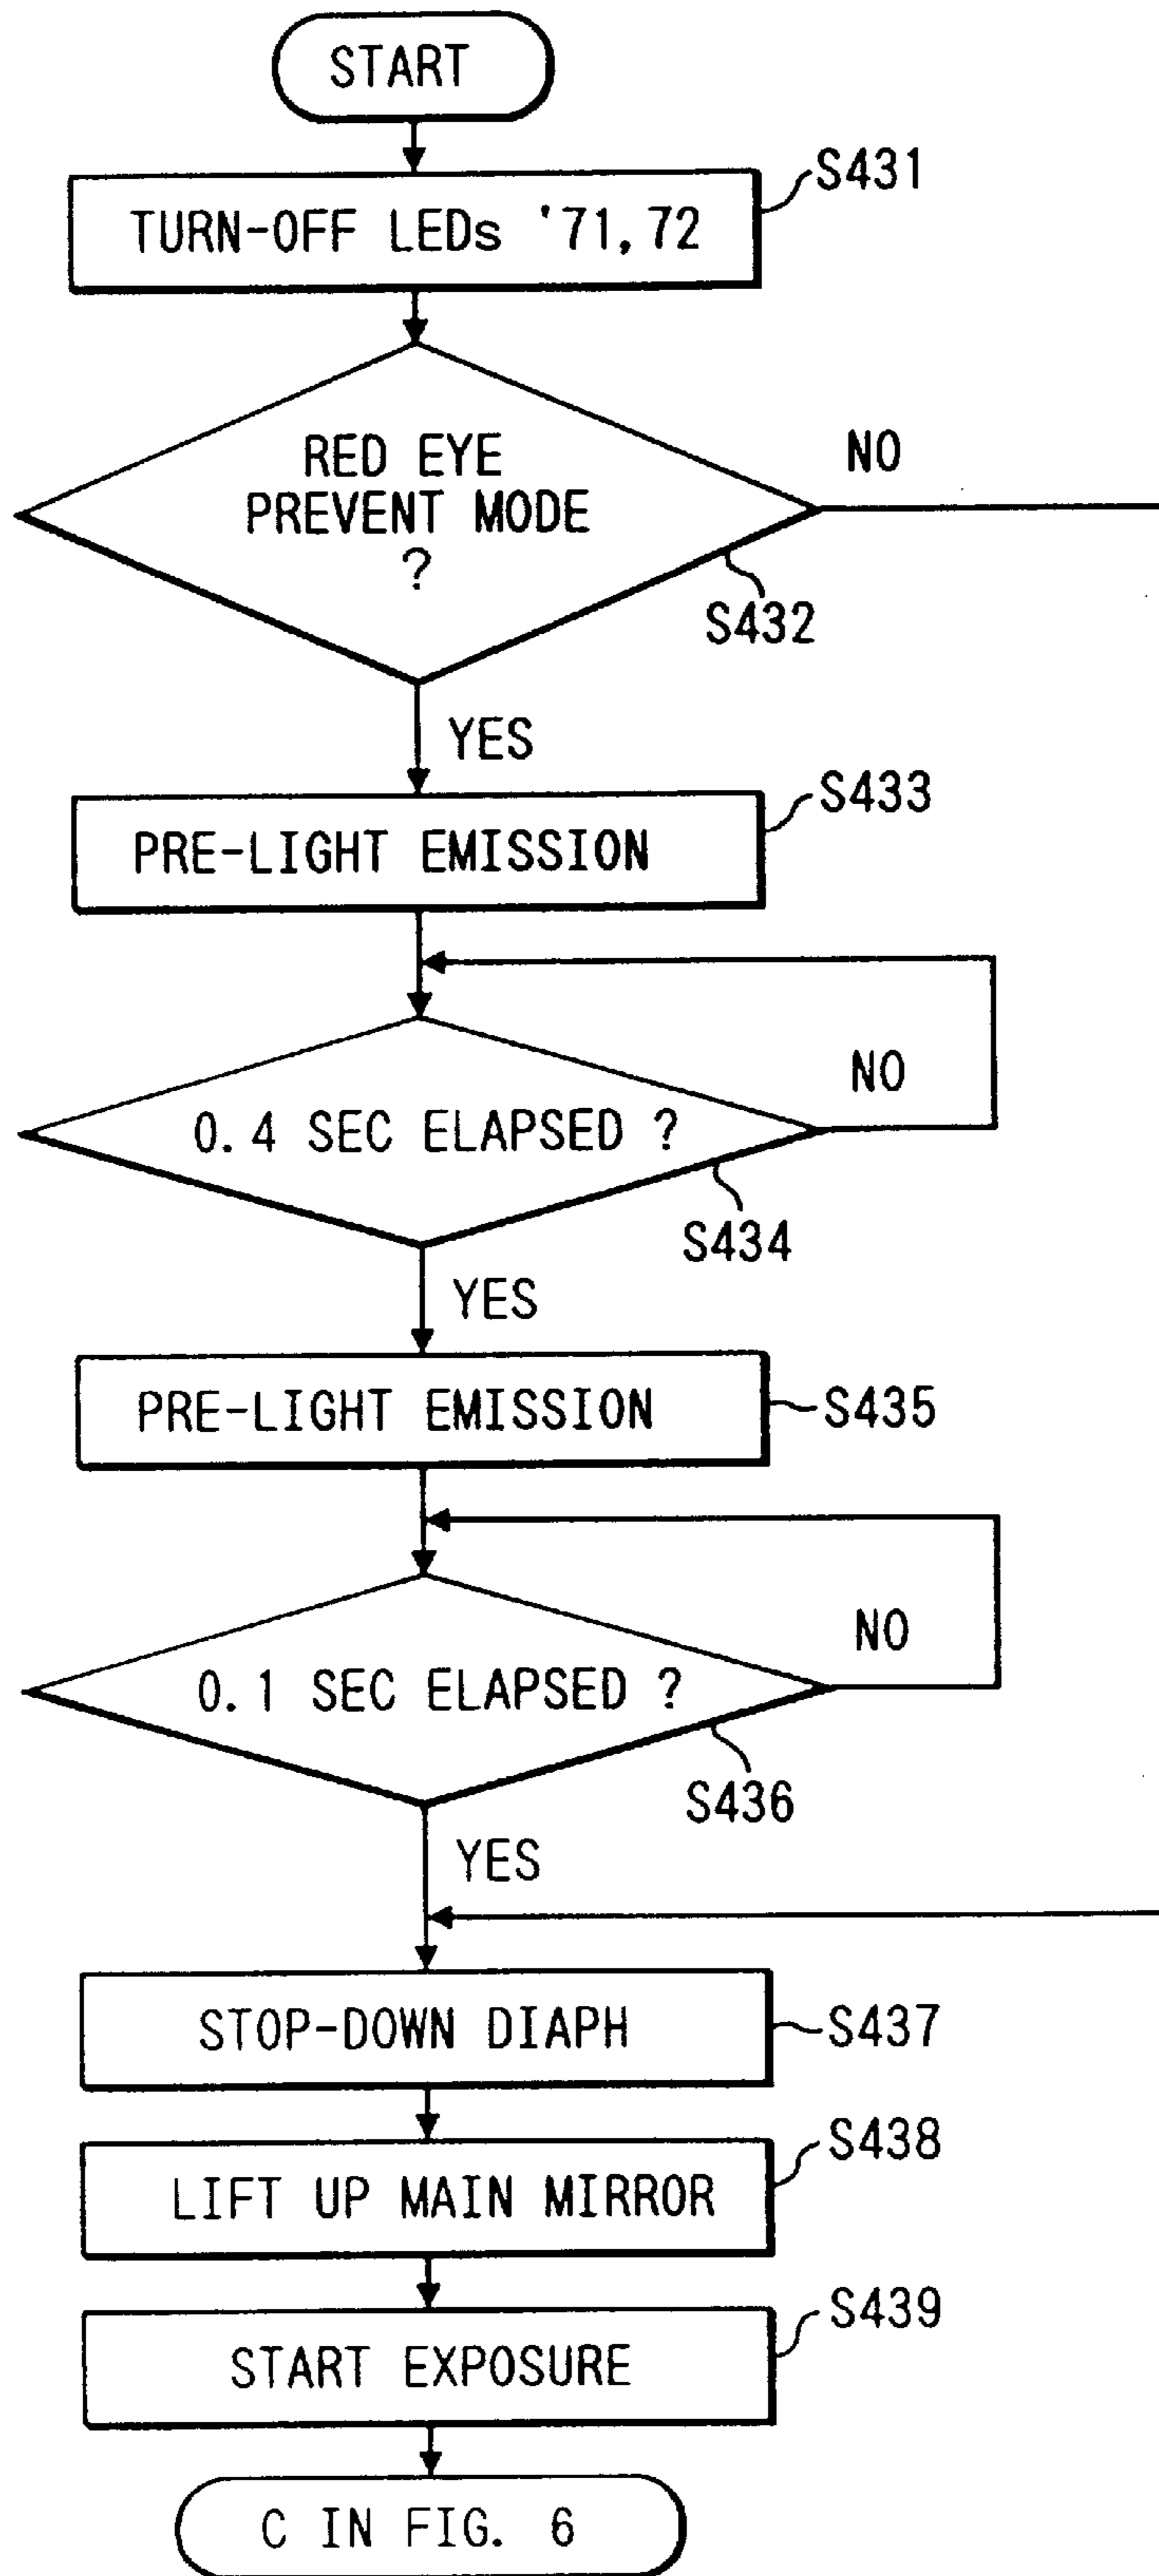 START
S431
TURN-OFF LEDs '71, 72
RED EYE
PREVENT MODE
?
NO
S432
YES
S433
PRE-LIGHT EMISSION
NO
0.4 SEC ELAPSED ?
S434
YES
PRE-LIGHT EMISSION
S435
NO
0.1 SEC ELAPSED ?
S436
YES
STOP-DOWN DIAPH
S437
S438
LIFT UP MAIN MIRROR
S439
START EXPOSURE
C IN FIG. 6